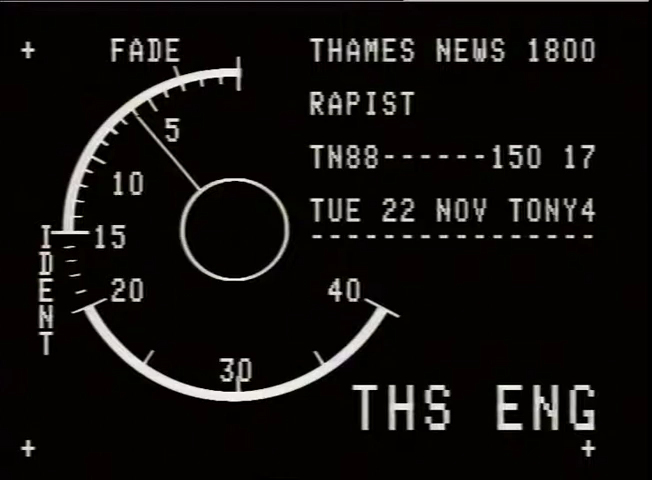 FADE
THAMES NEWS 1800
RAPIST
TN88------150 17
TUE 22 NOV TONY4
----------------
5
10
15
20
30
40
IDENT
THS ENG